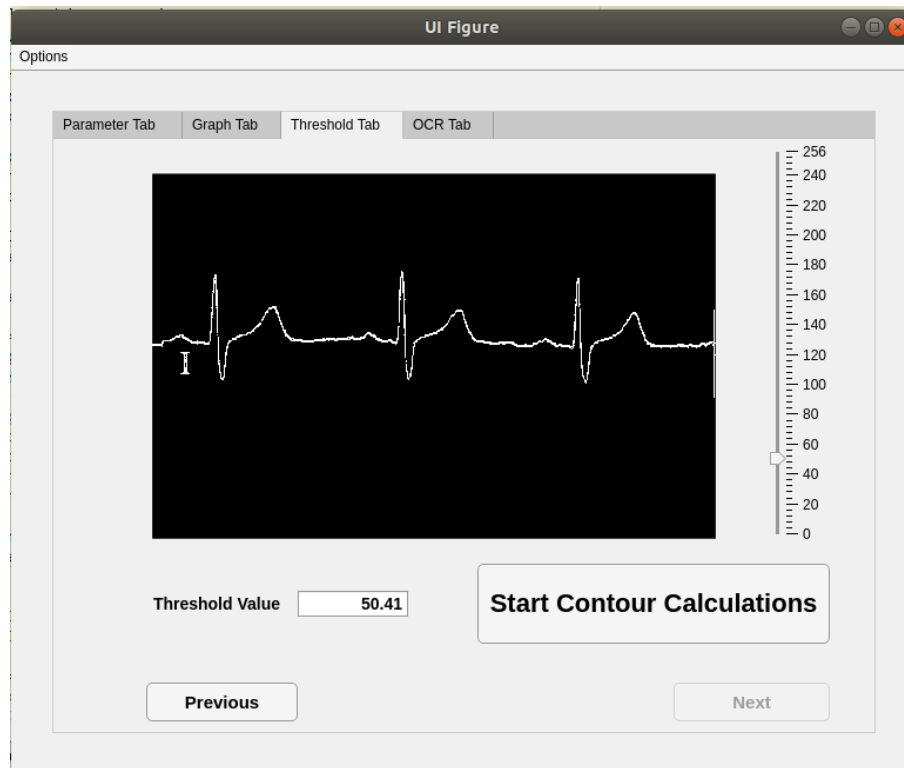 UI Figure
Options
Parameter Tab Graph Tab Threshold Tab OCR Tab
256
240
220
200
180
160
140
120
100
80
60
40
20
0
I
Threshold Value 50.41
Start Contour Calculations
Previous Next